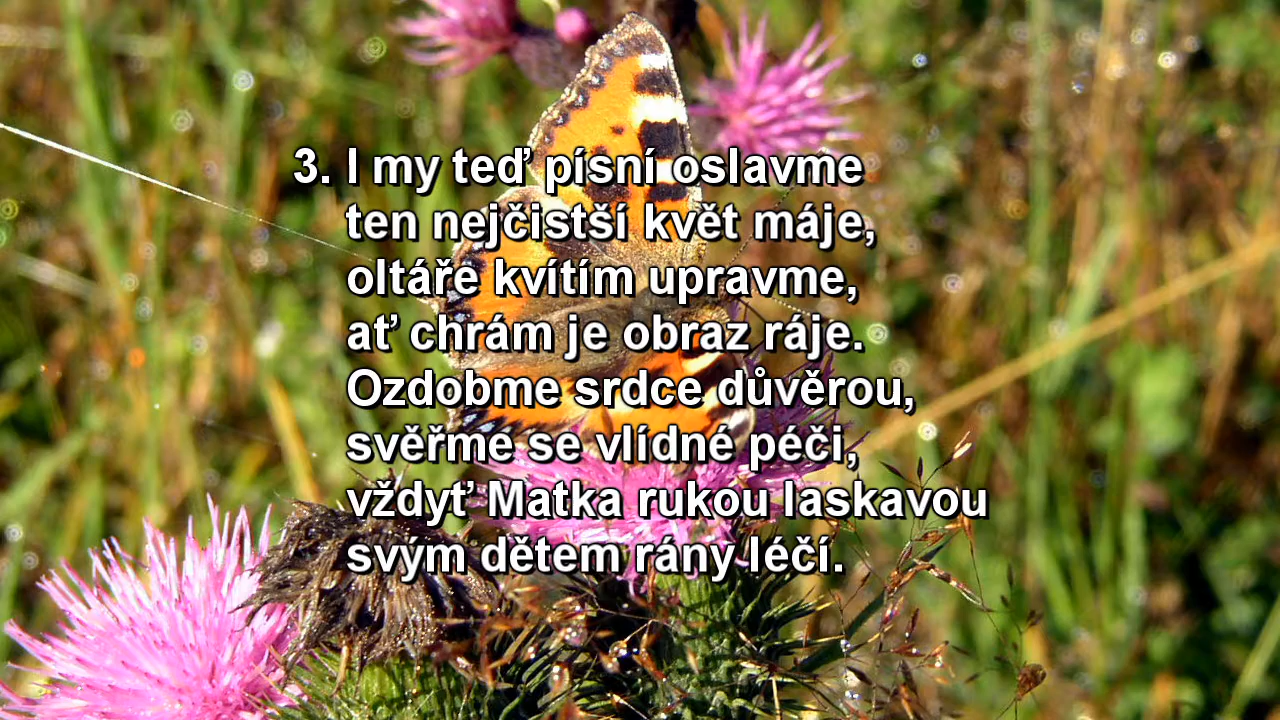 3. I my teď písní oslavme
ten nejčistší květ máje,
oltáře kvítím upravme,
ať chrám je obraz ráje.
Ozdobme srdce důvěrou,
svěřme se vlídné péči,
vždyť Matka rukou laskavou
svým dětem rány léčí.